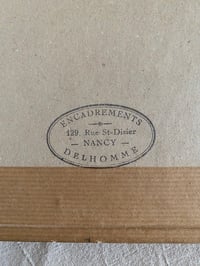 ENCADREMENTS
129, Rue St-Dizier
— NANCY —
DELHOMME